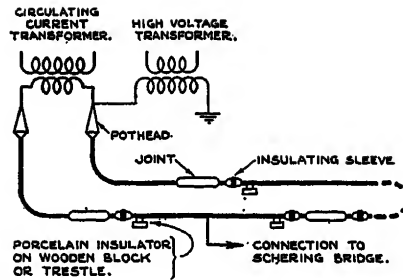 CIRCULATING
CURRENT
TRANSFORMER.
HIGH VOLTAGE
TRANSFORMER.
POTHEAD.
JOINT
INSULATING SLEEVE
PORCELAIN INSULATOR
ON WOODEN BLOCK
OR TRESTLE.
CONNECTION TO
SCHERING BRIDGE.